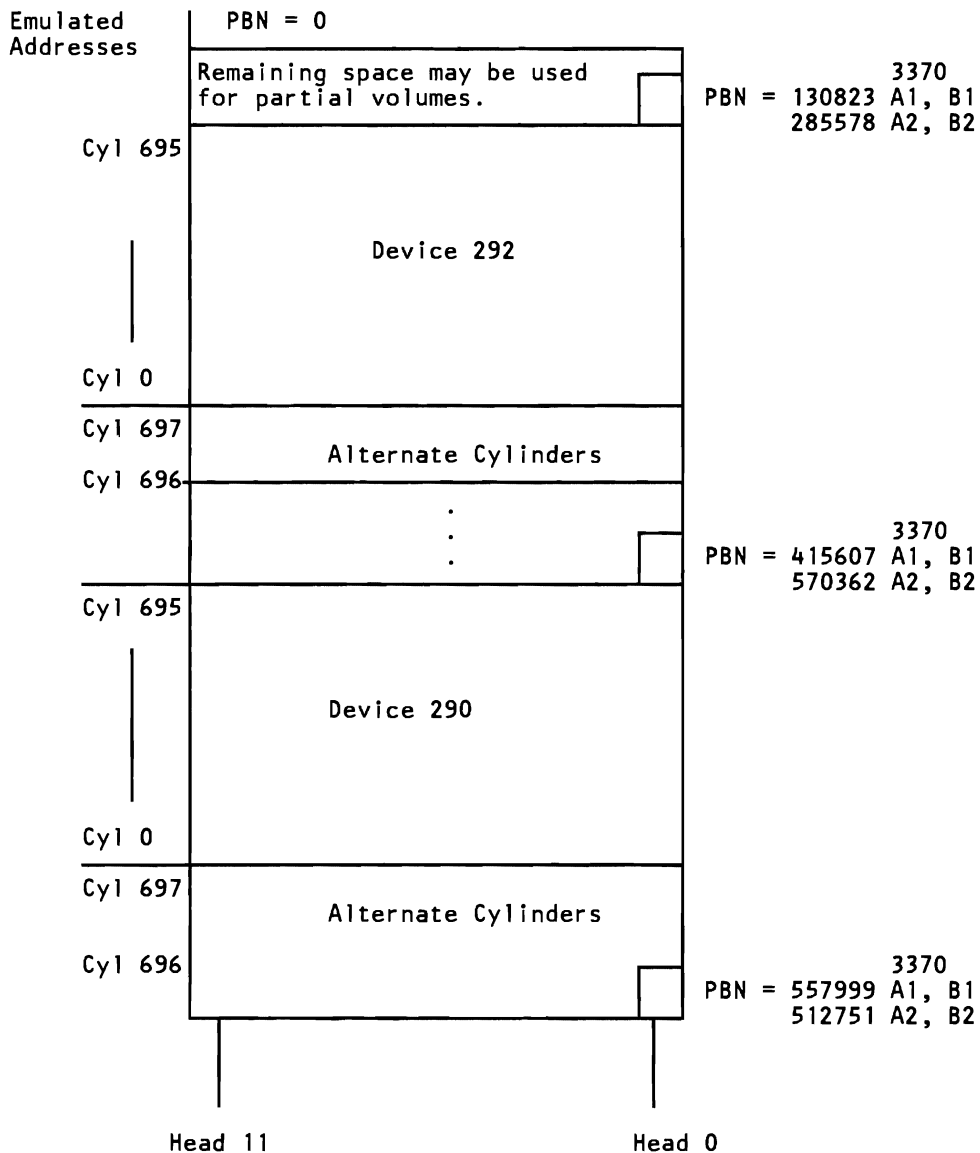 Emulated
Addresses
PBN = 0
Remaining space may be used
for partial volumes.
3370
PBN = 130823 A1, B1
285578 A2, B2
Cyl 695
Device 292
Cyl 0
Cyl 697
Alternate Cylinders
Cyl 696
.
.
.
3370
PBN = 415607 A1, B1
570362 A2, B2
Cyl 695
Device 290
Cyl 0
Cyl 697
Alternate Cylinders
Cyl 696
3370
PBN = 557999 A1, B1
512751 A2, B2
Head 11
Head 0